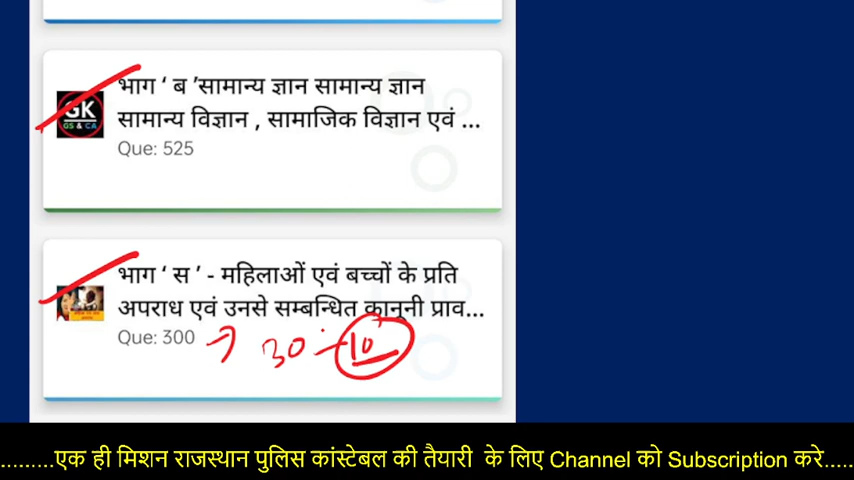 भाग ‘ ब ’सामान्य ज्ञान सामान्य ज्ञान
सामान्य विज्ञान , सामाजिक विज्ञान एवं ...
GK
GS & CA
Que: 525
भाग ‘ स ’ - महिलाओं एवं बच्चों के प्रति
अपराध एवं उनसे सम्बन्धित कानूनी प्राव...
Que: 300
30 10
.........एक ही मिशन राजस्थान पुलिस कांस्टेबल की तैयारी के लिए Channel को Subscription करे.....